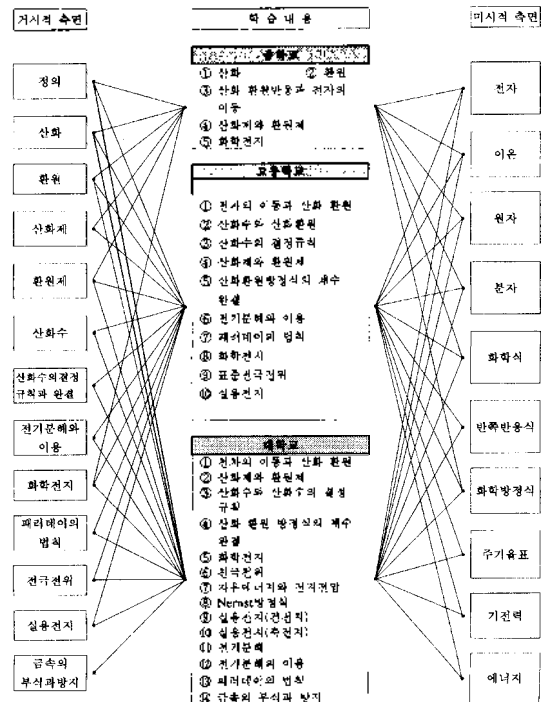 거시적 측면
학 습 내 용
미시적 측면
정의
산화
환원
산화제
환원제
산화수
산화수의결정
규칙과 완결
전기분해와
이용
화학전지
패러데이의
법칙
전극전위
실용전지
금속의
부식과방지
중학교
① 산화 ② 환원
③ 산화 환원반응과 전자의
이동
④ 산화제와 환원제
⑤ 화학전지
고등학교
① 전자의 이동과 산화 환원
② 산화수와 산화환원
③ 산화수의 결정규칙
④ 산화제와 환원제
⑤ 산화환원방정식의 계수
완결
⑥ 전기분해와 이용
⑦ 패러데이의 법칙
⑧ 화학전지
⑨ 표준전극전위
⑩ 실용전지
대학교
① 전자의 이동과 산화 환원
② 산화제와 환원제
③ 산화수와 산화수의 결정
규칙
④ 산화 환원 방정식의 계수
완결
⑤ 화학전지
⑥ 전극전위
⑦ 자유에너지와 전지전압
⑧ Nernst방정식
⑨ 실용전지(건전지)
⑩ 실용전지(축전지)
⑪ 전기분해
⑫ 전기분해의 이용
⑬ 패러데이의 법칙
⑭ 금속의 부식과 방지
전자
이온
원자
분자
화학식
반쪽반응식
화학방정식
주기율표
기전력
에너지